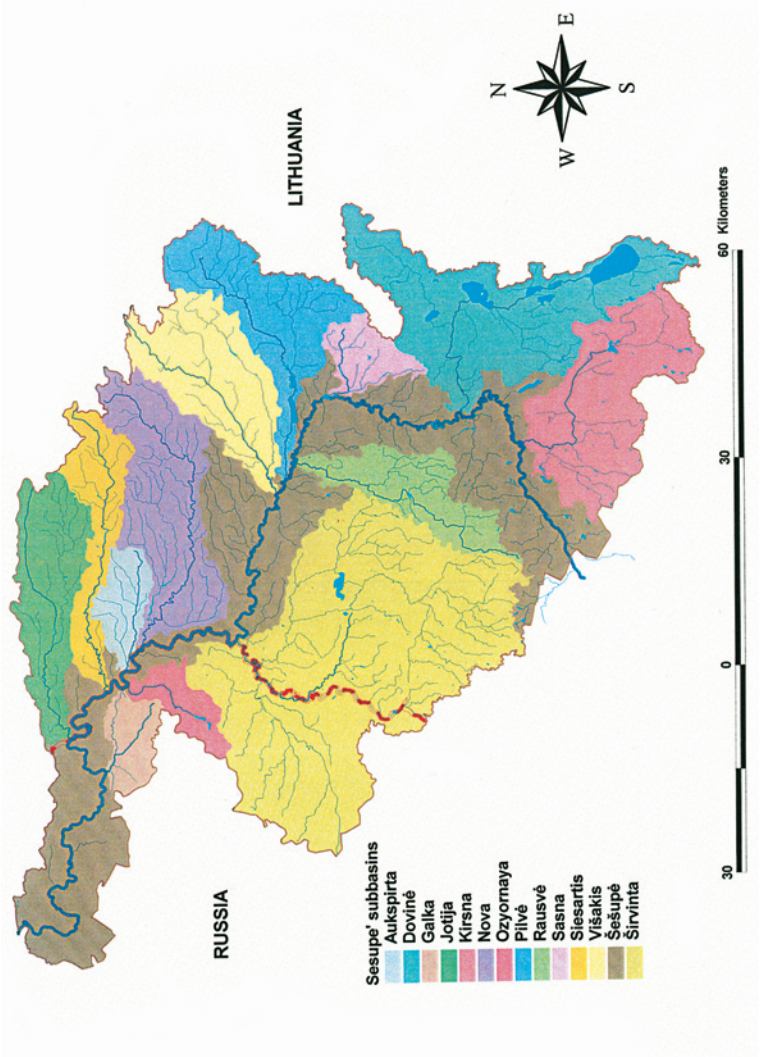 LITHUANIA
RUSSIA
N
E
S
W
Sesupe' subbasins
Aukspirta
Dovinė
Galka
Jotija
Kirsna
Nova
Ozyornaya
Pilvė
Rausvė
Sasna
Siesartis
Višakis
Šešupė
Širvinta
30 0 30 60 Kilometers